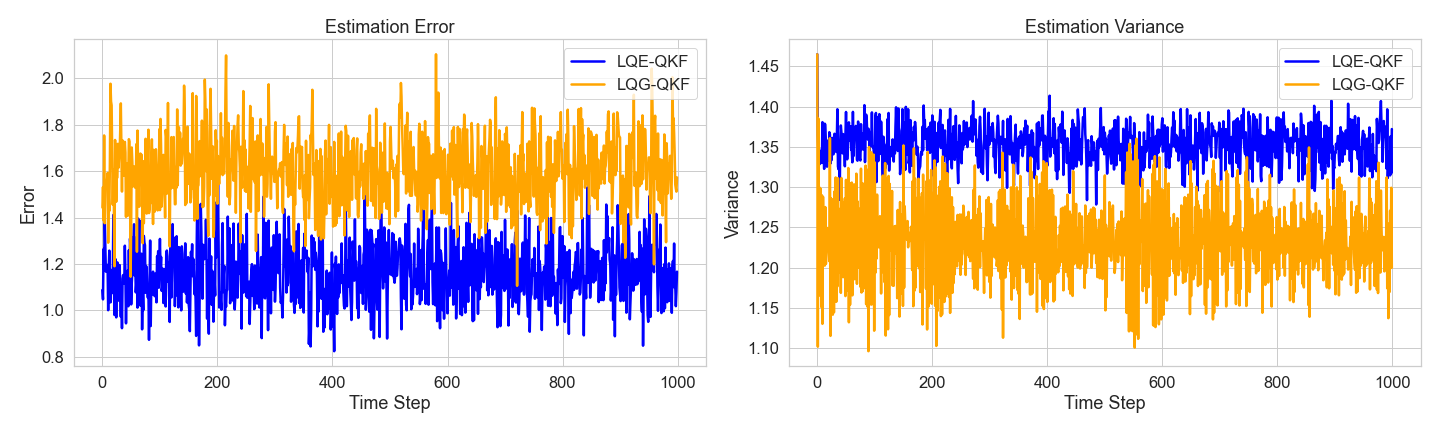 Estimation Error
Error
2.0
1.8
1.6
1.4
1.2
1.0
0.8
0
200
400
600
800
1000
Time Step
LQE-QKF
LQG-QKF
Estimation Variance
Variance
1.45
1.40
1.35
1.30
1.25
1.20
1.15
1.10
0
200
400
600
800
1000
Time Step
LQE-QKF
LQG-QKF